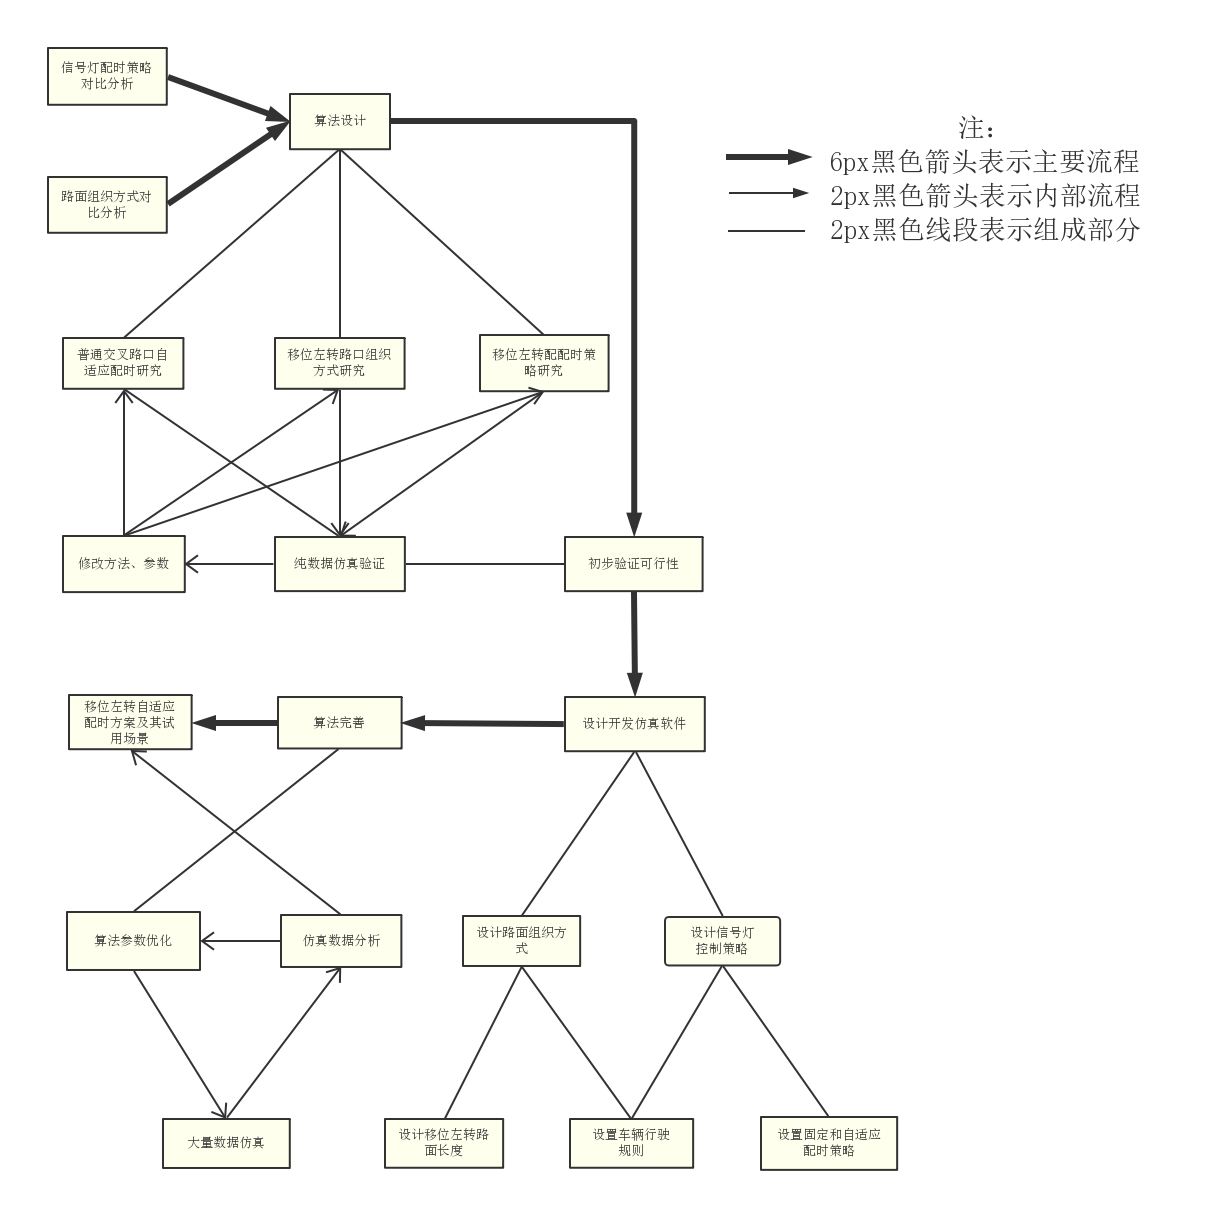 信号灯配时策略
对比分析
算法设计
注：
6px黑色箭头表示主要流程
2px黑色箭头表示内部流程
2px黑色线段表示组成部分
路面组织方式对
比分析
普通交叉路口自
适应配时研究
移位左转路口组织
方式研究
移位左转配配时策
略研究
修改方法、参数
纯数据仿真验证
初步验证可行性
移位左转自适应
配时方案及其试
用场景
算法完善
设计开发仿真软件
算法参数优化
仿真数据分析
设计路面组织方
式
设计信号灯
控制策略
大量数据仿真
设计移位左转路
面长度
设置车辆行驶
规则
设置固定和自适应
配时策略